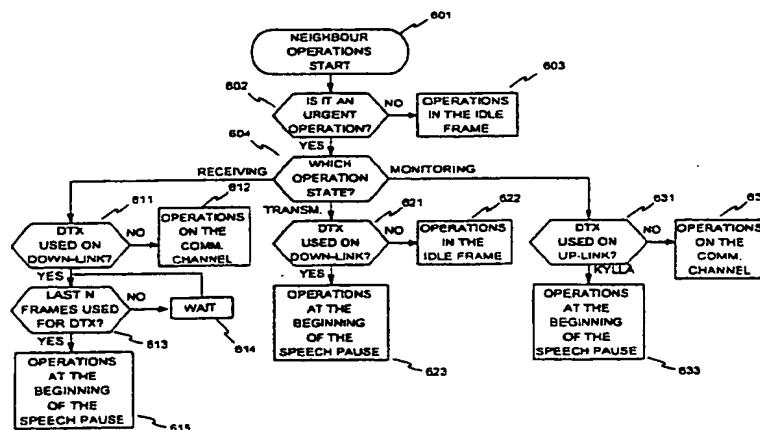 601
NEIGHBOUR
OPERATIONS
START
603
602
IS IT AN
URGENT
OPERATION?
NO
OPERATIONS
IN THE IDLE
FRAME
604
YES
WHICH
OPERATION
STATE?
RECEIVING
MONITORING
TRANSM.
611
612
DTX
USED ON
DOWN-LINK?
NO
OPERATIONS
ON THE
COMM.
CHANNEL
YES
LAST N
FRAMES USED
FOR DTX?
NO
WAIT
614
613
YES
OPERATIONS
AT THE
BEGINNING
OF THE
SPEECH PAUSE
615
621
622
DTX
USED ON
DOWN-LINK?
NO
OPERATIONS
IN THE
IDLE FRAME
YES
OPERATIONS
AT THE
BEGINNING
OF THE
SPEECH PAUSE
623
631
DTX
USED ON
UP-LINK?
NO
OPERATIONS
ON THE
COMM.
CHANNEL
KYLLA
OPERATIONS
AT THE
BEGINNING
OF THE
SPEECH PAUSE
633